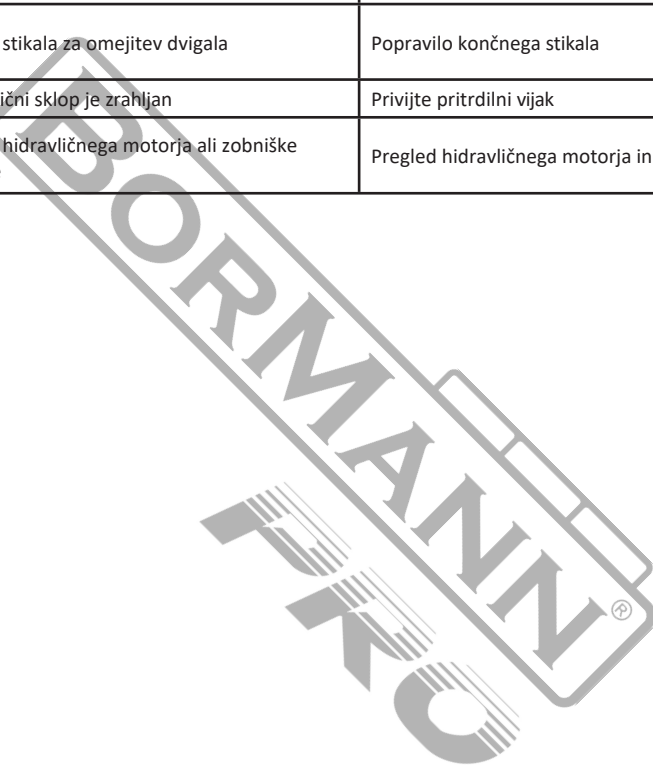 stikala za omejitev dvigala
Popravilo končnega stikala
ični sklop je zrahljan
Privijte pritrdilni vijak
hidravličnega motorja ali zobniške
Pregled hidravličnega motorja in
BORMANN®
PRO